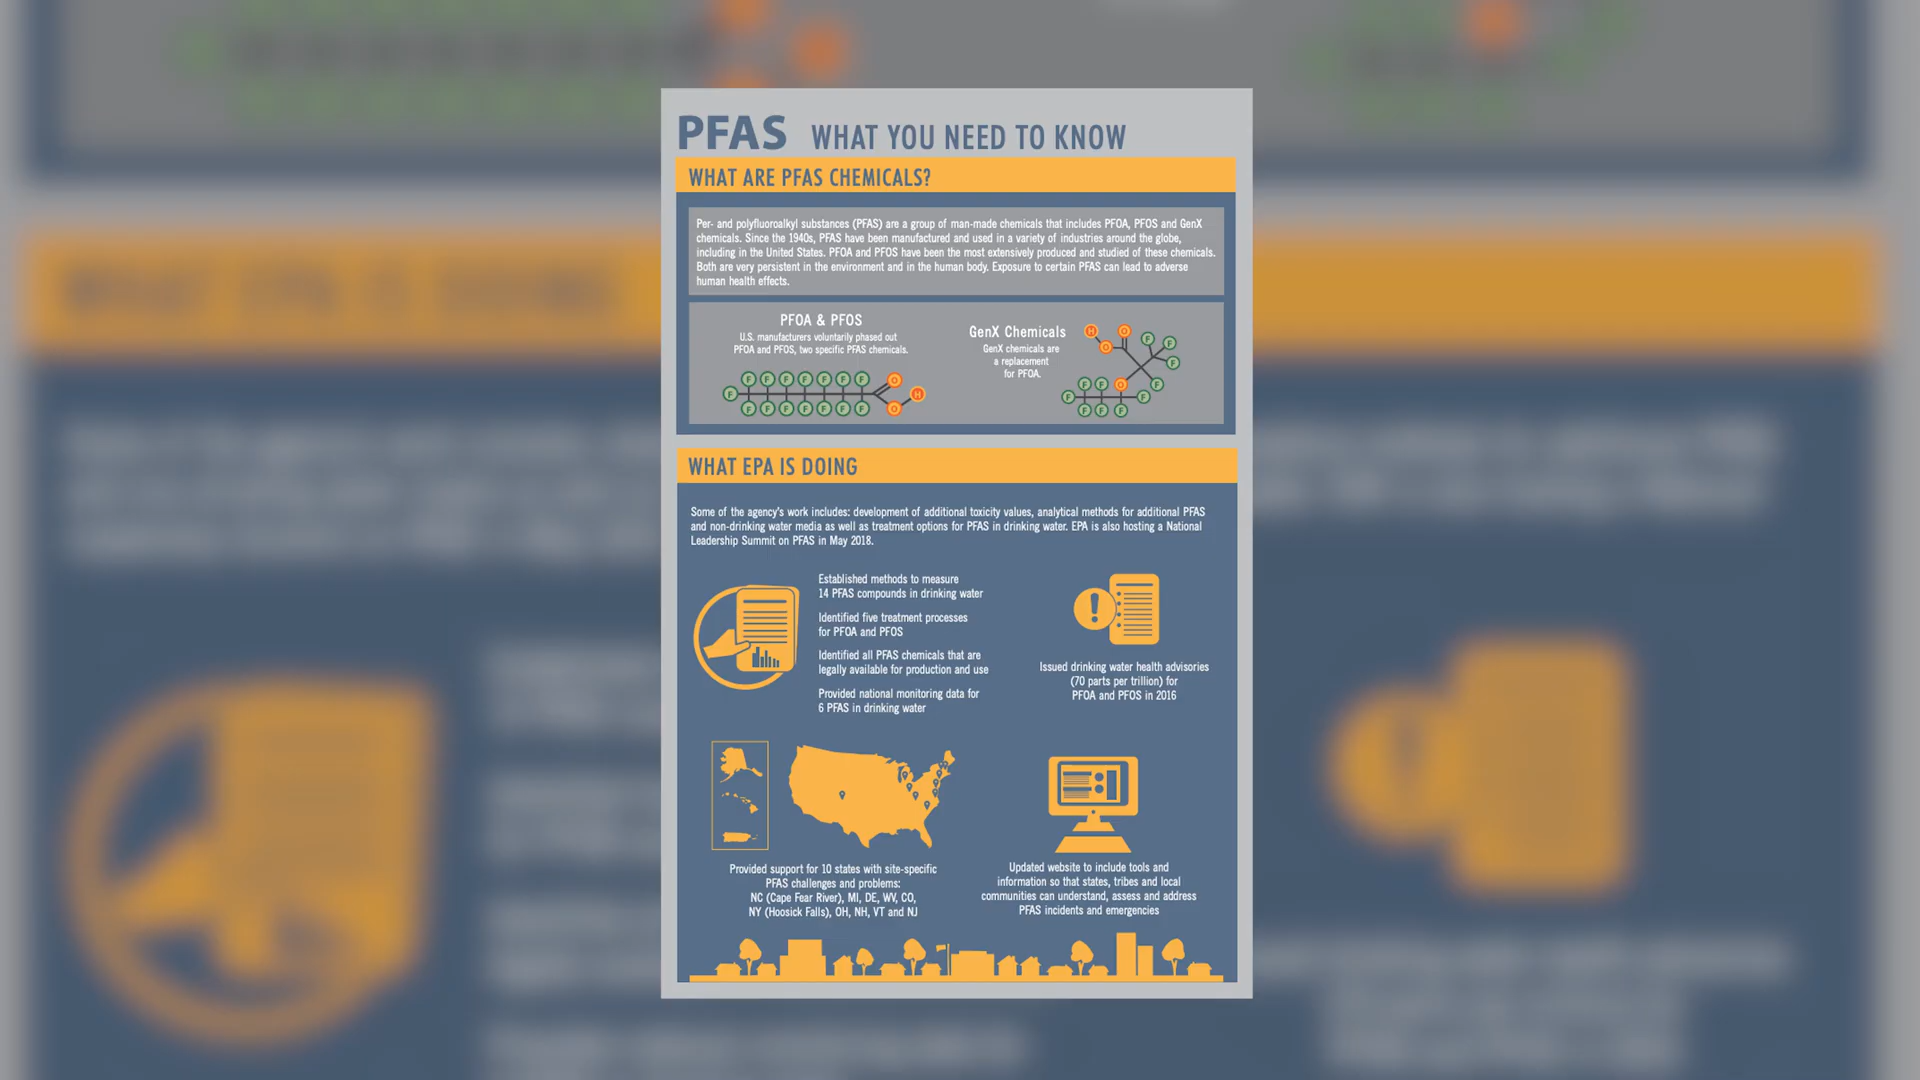 PFAS WHAT YOU NEED TO KNOW
WHAT ARE PFAS CHEMICALS?
Per- and polyfluoroalkyl substances (PFAS) are a group of man-made chemicals that includes PFOA, PFOS and GenX
chemicals. Since the 1940s, PFAS have been manufactured and used in a variety of industries around the globe,
including in the United States. PFOA and PFOS have been the most extensively produced and studied of these chemicals.
Both are very persistent in the environment and in the human body. Exposure to certain PFAS can lead to adverse
human health effects.
PFOA & PFOS
U.S. manufacturers voluntarily phased out
PFOA and PFOS, two specific PFAS chemicals.
F F F F F F F O
F H
F F F F F F F O
GenX Chemicals
GenX chemicals are
a replacement
for PFOA.
H O F F
O F
F F O F
F F
F F F
WHAT EPA IS DOING
Some of the agency's work includes: development of additional toxicity values, analytical methods for additional PFAS
and non-drinking water media as well as treatment options for PFAS in drinking water. EPA is also hosting a National
Leadership Summit on PFAS in May 2018.
Established methods to measure
14 PFAS compounds in drinking water
Identified five treatment processes
for PFOA and PFOS
Identified all PFAS chemicals that are
legally available for production and use
Provided national monitoring data for
6 PFAS in drinking water
!
Issued drinking water health advisories
(70 parts per trillion) for
PFOA and PFOS in 2016
Provided support for 10 states with site-specific
PFAS challenges and problems:
NC (Cape Fear River), MI, DE, WV, CO,
NY (Hoosick Falls), OH, NH, VT and NJ
Updated website to include tools and
information so that states, tribes and local
communities can understand, assess and address
PFAS incidents and emergencies